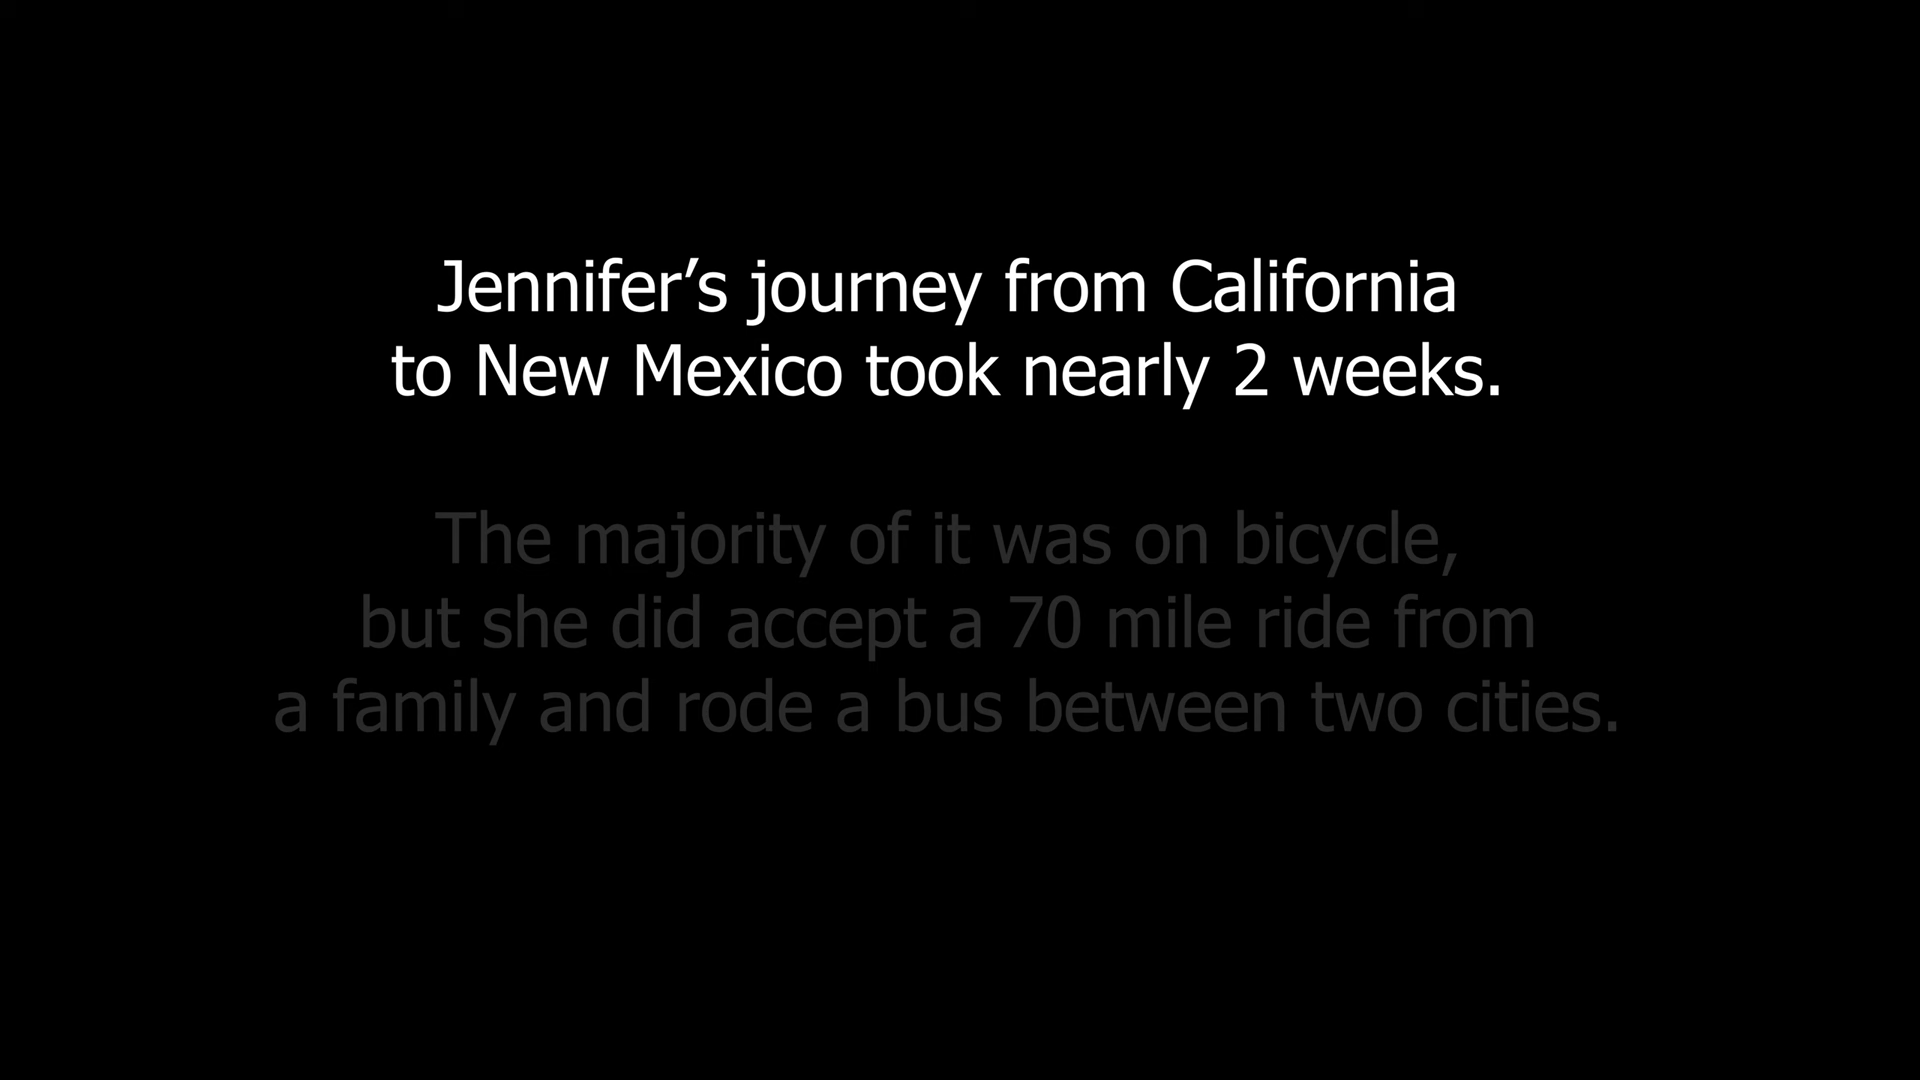 Jennifer’s journey from California
to New Mexico took nearly 2 weeks.
The majority of it was on bicycle,
but she did accept a 70 mile ride from
a family and rode a bus between two cities.